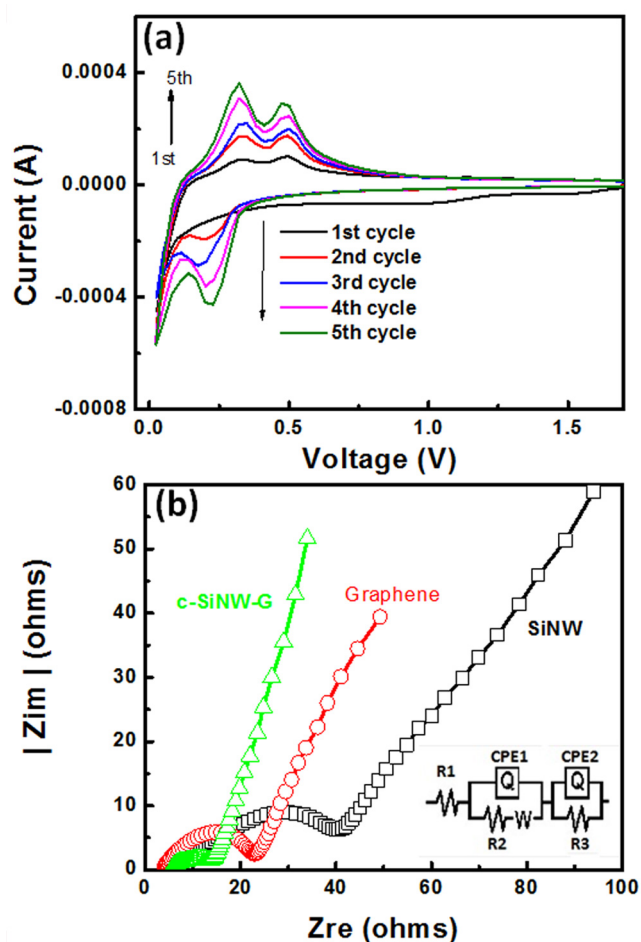 (a)
5th
1st
0.0004
0.0000
-0.0004
-0.0008
Current (A)
1st cycle
2nd cycle
3rd cycle
4th cycle
5th cycle
0.0 0.5 1.0 1.5
Voltage (V)
(b)
60
50
40
30
20
10
0
| Zim | (ohms)
c-SiNW-G
Graphene
SiNW
CPE1 CPE2
R1 Q Q
W
R2 R3
0 20 40 60 80 100
Zre (ohms)